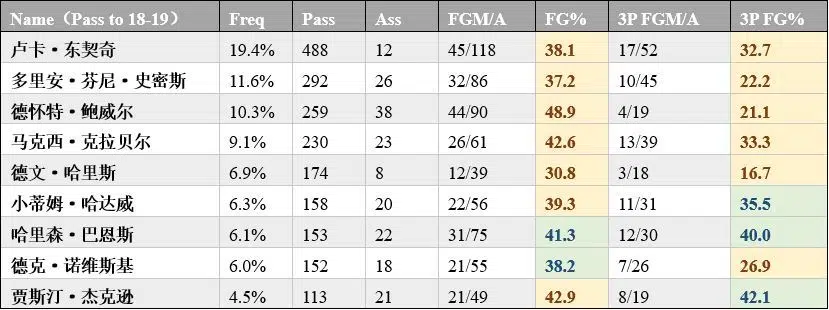 Name（Pass to 18-19） Freq Pass Ass FGM/A FG% 3P FGM/A 3P FG%
卢卡·东契奇 19.4% 488 12 45/118 38.1 17/52 32.7
多里安·芬尼·史密斯 11.6% 292 26 32/86 37.2 10/45 22.2
德怀特·鲍威尔 10.3% 259 38 44/90 48.9 4/19 21.1
马克西·克拉贝尔 9.1% 230 23 26/61 42.6 13/39 33.3
德文·哈里斯 6.9% 174 8 12/39 30.8 3/18 16.7
小蒂姆·哈达威 6.3% 158 20 22/56 39.3 11/31 35.5
哈里森·巴恩斯 6.1% 153 22 31/75 41.3 12/30 40.0
德克·诺维斯基 6.0% 152 18 21/55 38.2 7/26 26.9
贾斯汀·杰克逊 4.5% 113 21 21/49 42.9 8/19 42.1